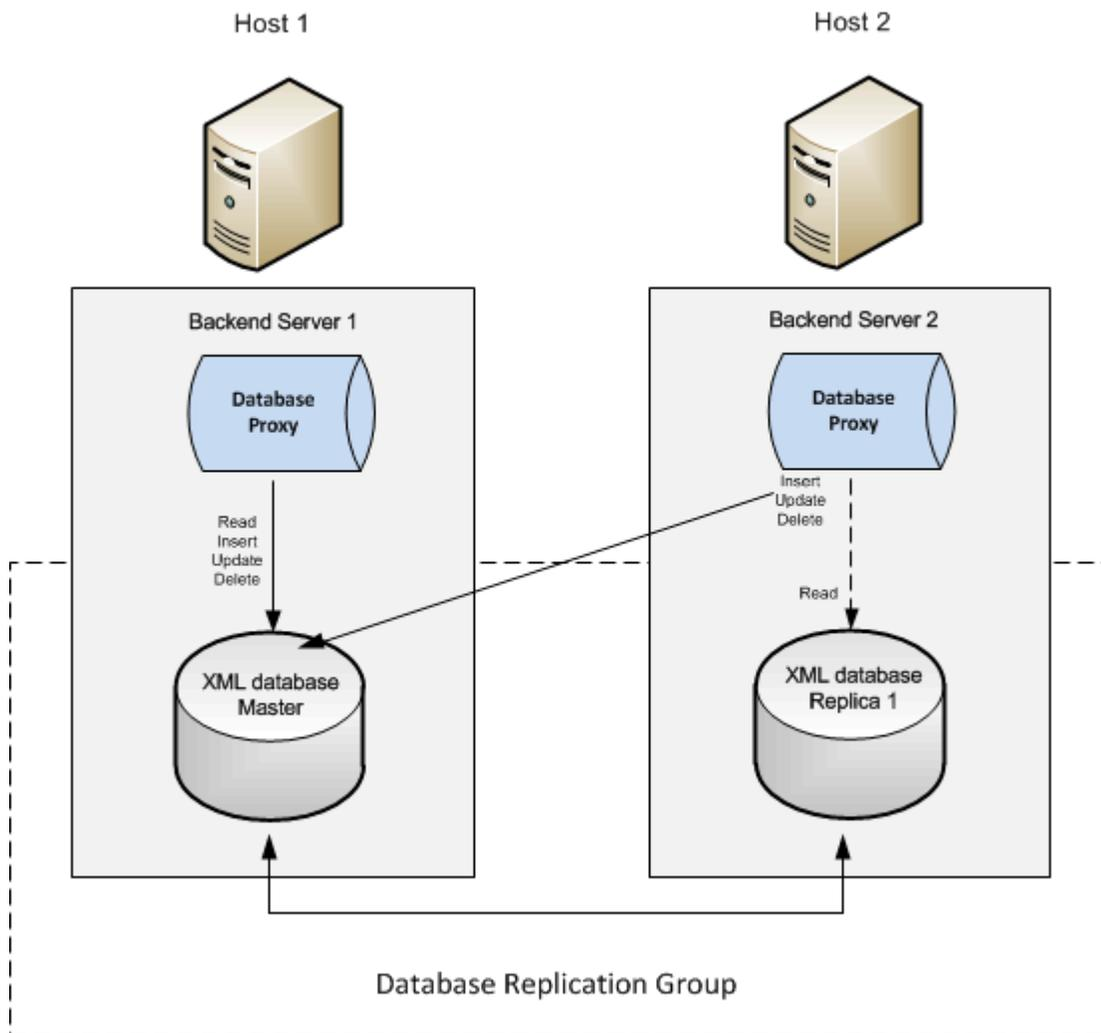 Host 1
Host 2
Backend Server 1
Backend Server 2
Database
Proxy
Database
Proxy
Read
Insert
Update
Delete
Insert
Update
Delete
Read
XML database
Master
XML database
Replica 1
Database Replication Group